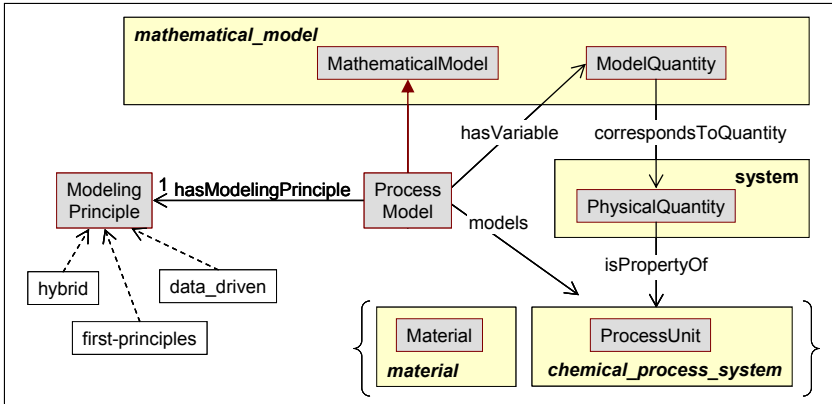 mathematical_model
MathematicalModel
ModelQuantity
hasVariable
correspondsToQuantity
system
Modeling
Principle
1
hasModelingPrinciple
Process
Model
PhysicalQuantity
models
isPropertyOf
hybrid
data_driven
first-principles
Material
material
ProcessUnit
chemical_process_system